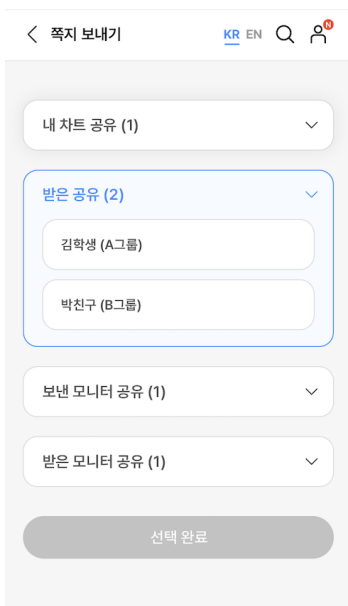 쪽지 보내기
KR EN
N
내 차트 공유 (1)
받은 공유 (2)
김학생 (A그룹)
박친구 (B그룹)
보낸 모니터 공유 (1)
받은 모니터 공유 (1)
선택 완료